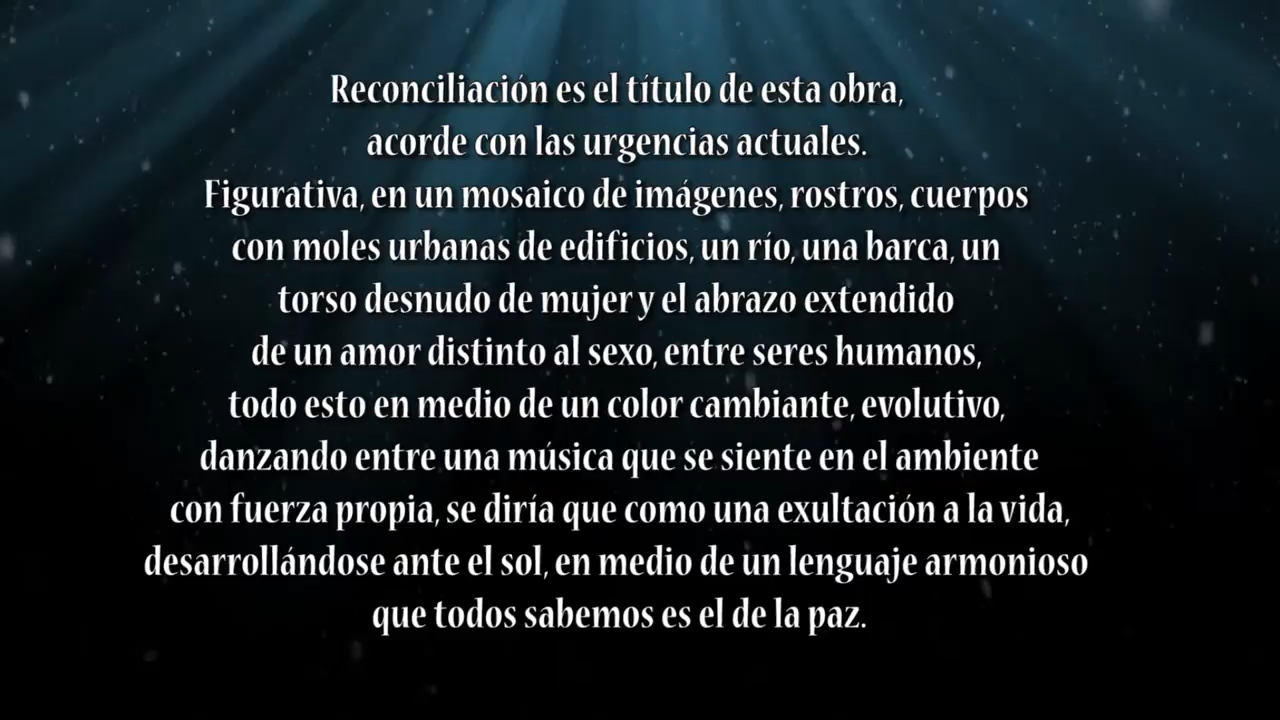 Reconciliación es el título de esta obra,
acorde con las urgencias actuales.
Figurativa, en un mosaico de imágenes, rostros, cuerpos
con moles urbanas de edificios, un río, una barca, un
torso desnudo de mujer y el abrazo extendido
de un amor distinto al sexo, entre seres humanos,
todo esto en medio de un color cambiante, evolutivo,
danzando entre una música que se siente en el ambiente
con fuerza propia, se diría que como una exultación a la vida,
desarrollándose ante el sol, en medio de un lenguaje armonioso
que todos sabemos es el de la paz.